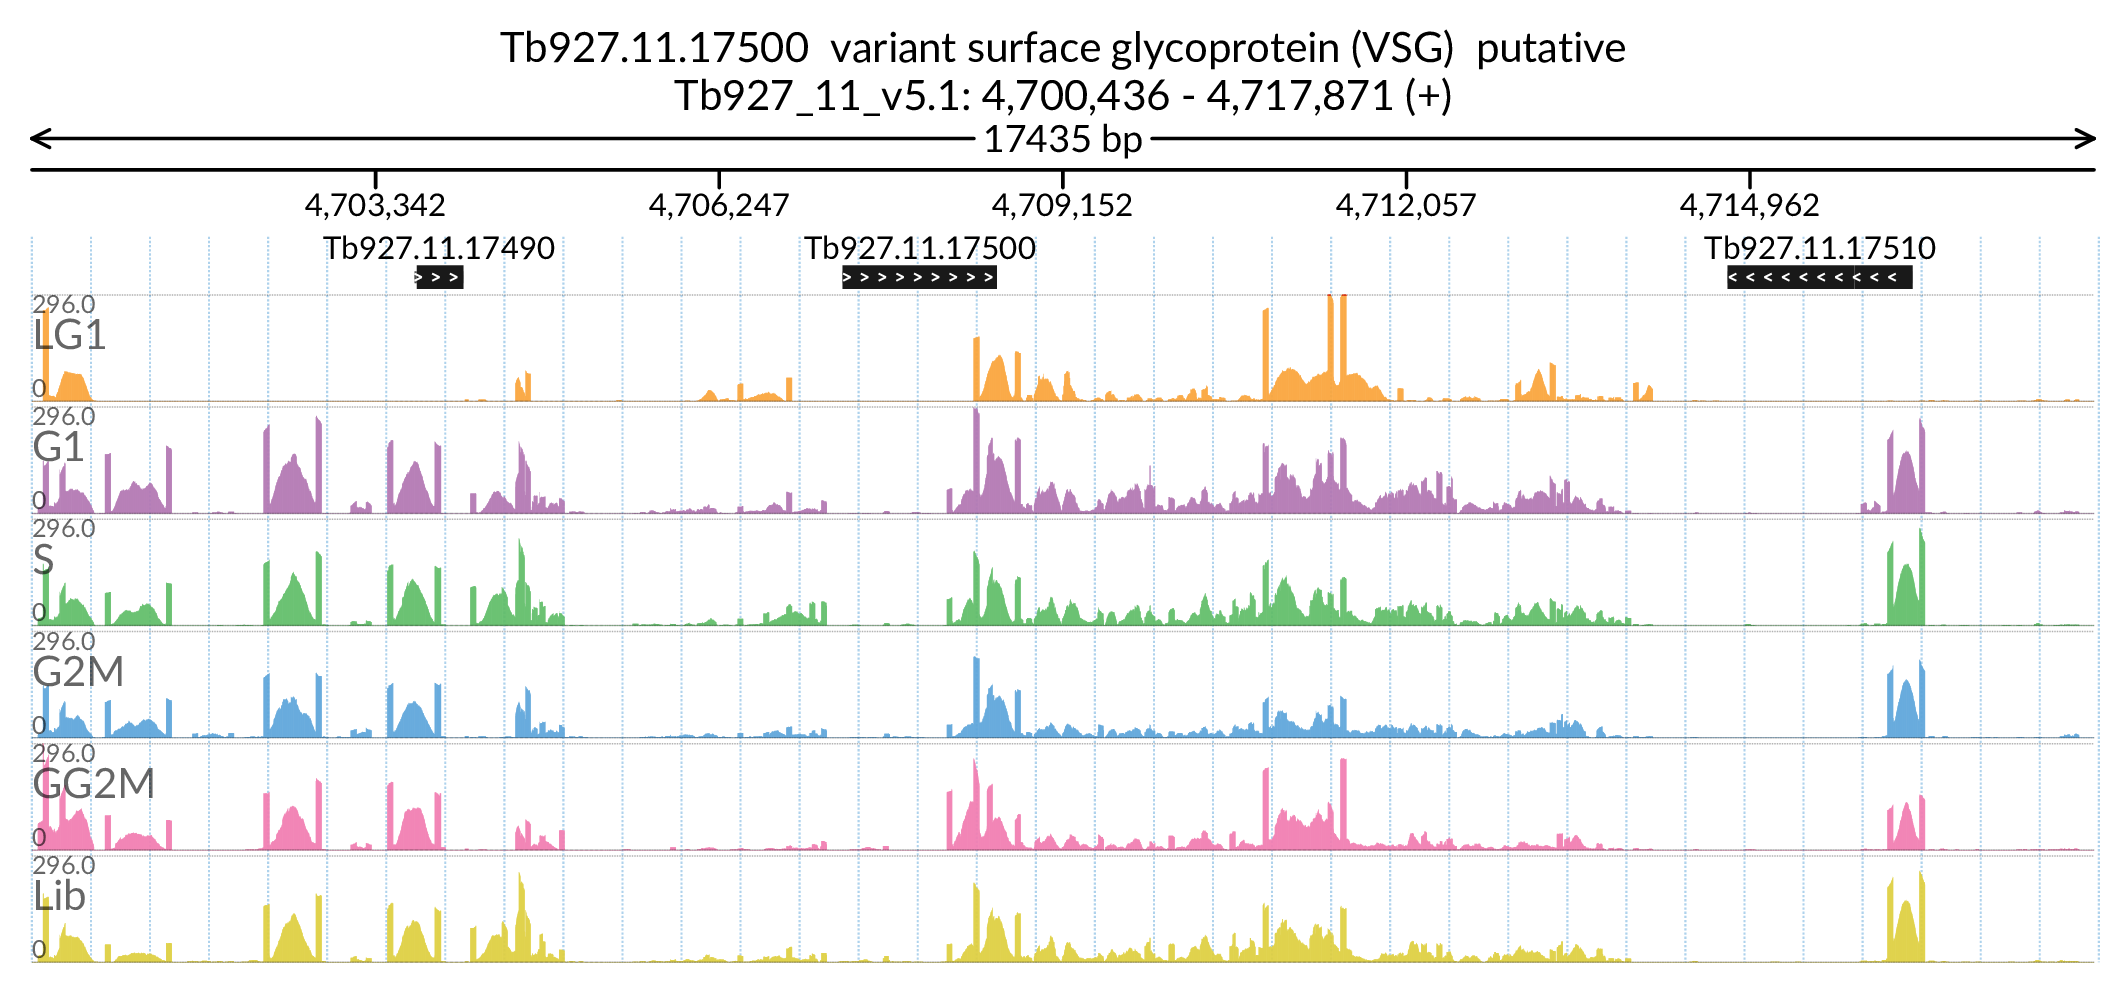 Tb927.11.17500  variant surface glycoprotein (VSG)  putative
Tb927_11_v5.1: 4,700,436 - 4,717,871 (+)
17435 bp
4,703,342 4,706,247 4,709,152 4,712,057 4,714,962
Tb927.11.17490 Tb927.11.17500 Tb927.11.17510
296.0
LG1
0
296.0
G1
0
296.0
S
0
296.0
G2M
0
296.0
GG2M
0
296.0
Lib
0